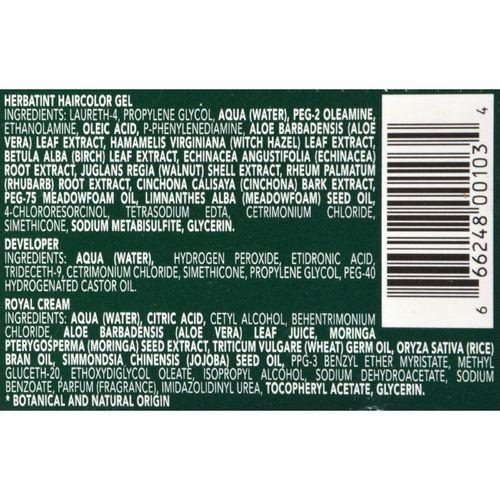 HERBATINT HAIRCOLOR GEL
INGREDIENTS: LAURETH-4, PROPYLENE GLYCOL, AQUA (WATER), PEG-2 OLEAMINE,
ETHANOLAMINE, OLEIC ACID, P-PHENYLENEDIAMINE, ALOE BARBADENSIS (ALOE
VERA) LEAF EXTRACT, HAMAMELIS VIRGINIANA (WITCH HAZEL) LEAF EXTRACT,
BETULA ALBA (BIRCH) LEAF EXTRACT, ECHINACEA ANGUSTIFOLIA (ECHINACEA)
ROOT EXTRACT, JUGLANS REGIA (WALNUT) SHELL EXTRACT, RHEUM PALMATUM
(RHUBARB) ROOT EXTRACT, CINCHONA CALISAYA (CINCHONA) BARK EXTRACT,
PEG-75 MEADOWFOAM OIL, LIMNANTHES ALBA (MEADOWFOAM) SEED OIL,
4-CHLORORESORCINOL, TETRASODIUM EDTA, CETRIMONIUM CHLORIDE,
SIMETHICONE, SODIUM METABISULFITE, GLYCERIN.
DEVELOPER
INGREDIENTS: AQUA (WATER), HYDROGEN PEROXIDE, ETIDRONIC ACID,
TRIDECETH-9, CETRIMONIUM CHLORIDE, SIMETHICONE, PROPYLENE GLYCOL, PEG-40
HYDROGENATED CASTOR OIL.
ROYAL CREAM
INGREDIENTS: AQUA (WATER), CITRIC ACID, CETYL ALCOHOL, BEHENTRIMONIUM
CHLORIDE, ALOE BARBADENSIS (ALOE VERA) LEAF JUICE, MORINGA
PTERYGOSPERMA (MORINGA) SEED EXTRACT, TRITICUM VULGARE (WHEAT) GERM OIL, ORYZA SATIVA (RICE)
BRAN OIL, SIMMONDSIA CHINENSIS (JOJOBA) SEED OIL, PPG-3 BENZYL ETHER MYRISTATE, METHYL
GLUCETH-20, ETHOXYDIGLYCOL OLEATE, ISOPROPYL ALCOHOL, SODIUM DEHYDROACETATE, SODIUM
BENZOATE, PARFUM (FRAGRANCE), IMIDAZOLIDINYL UREA, TOCOPHERYL ACETATE, GLYCERIN.
* BOTANICAL AND NATURAL ORIGIN
6 66248 00103 4